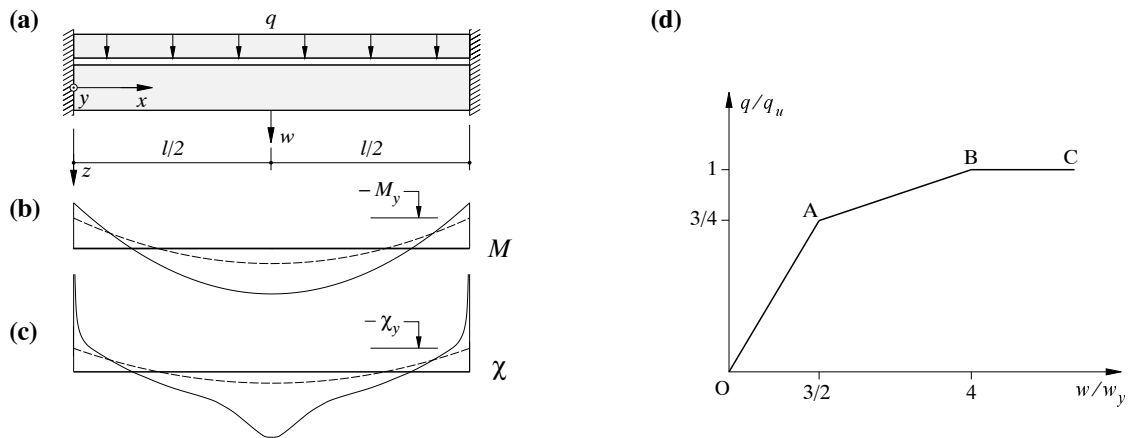 (a)
q
y
x
w
l/2
l/2
z
(b)
– M_y
M
(c)
– χ_y
χ
(d)
q/q_u
1
B
C
3/4
A
O
3/2
4
w/w_y